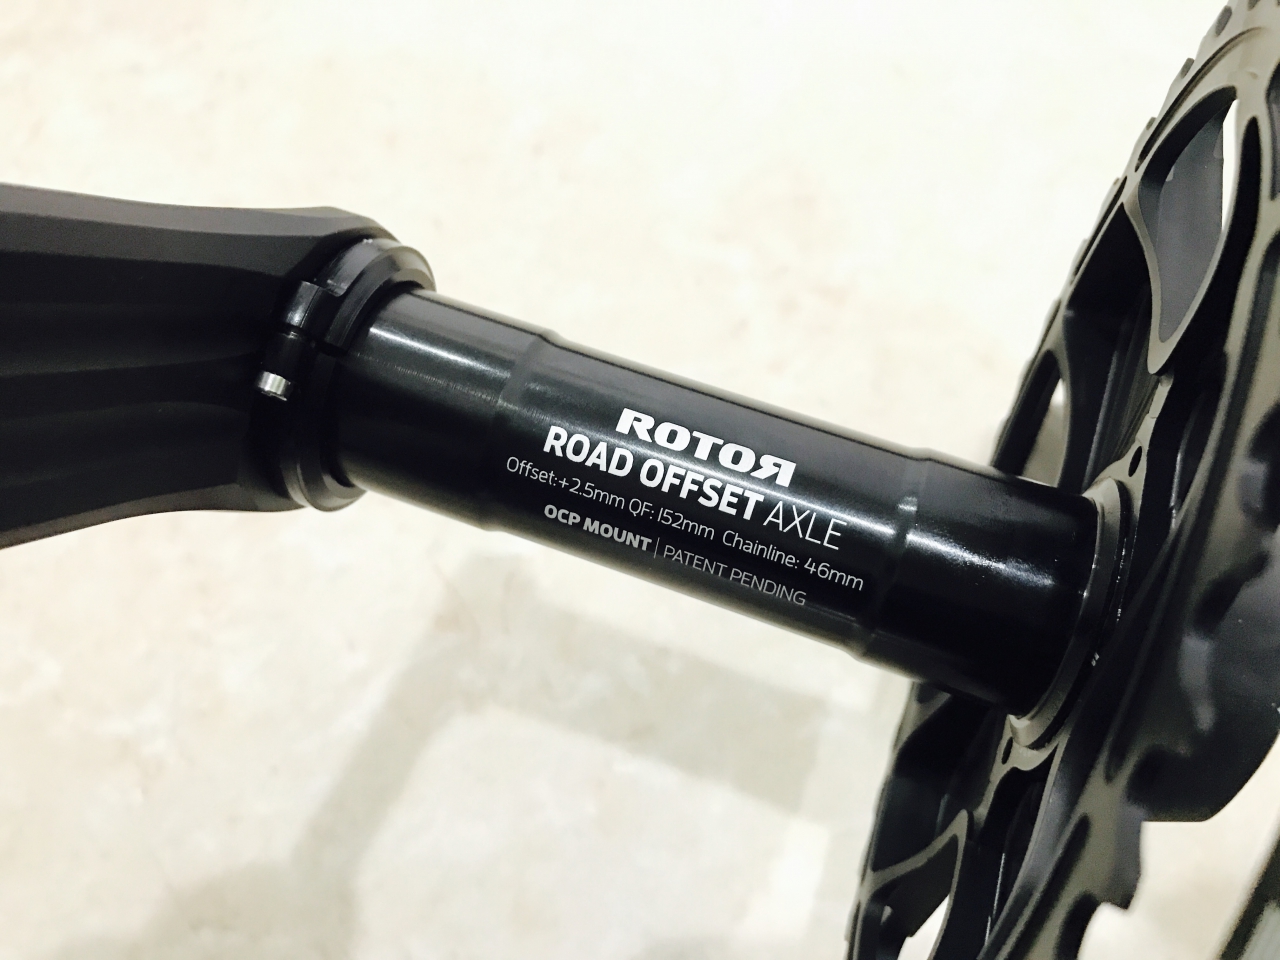 ROTOR
ROAD OFFSET AXLE
Offset:+2.5mm QF: 152mm Chainline: 46mm
OCP MOUNT | PATENT PENDING